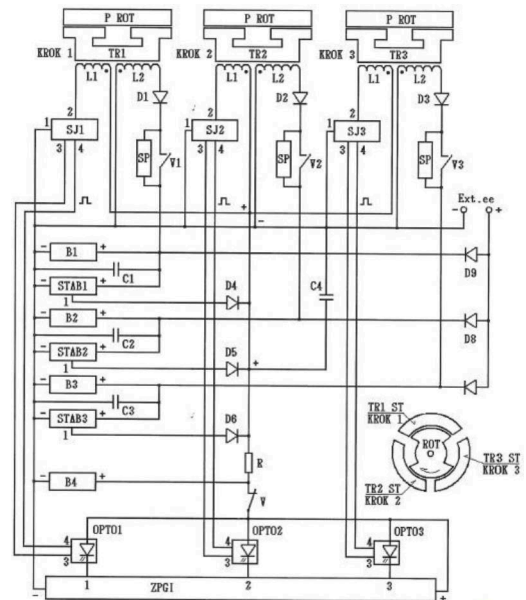 P ROT P ROT P ROT
KROK 1 TR1 KROK 2 TR2 KROK 3 TR3
L1 L2 L1 L2 L1 L2
D1 D2 D3
2 2 2
1 SJ1 1 SJ2 1 SJ3
3 4 3 4 3 4
SP V1 SP V2 SP V3
+ Ext.ee
- - +
- B1 +
D9
C1
- STAB1 + D4 C4
1
- B2 +
D8
C2
- STAB2 + D5 +
1
- B3 +
C3
- STAB3 + D6
1
TR1 ST
KROK 1
ROT
TR3 ST
KROK 3
TR2 ST
KROK 2
R
- B4 +
V
OPTO1 OPTO2 OPTO3
4 4 4
3 3 3
1 2 3
- ZPGI +